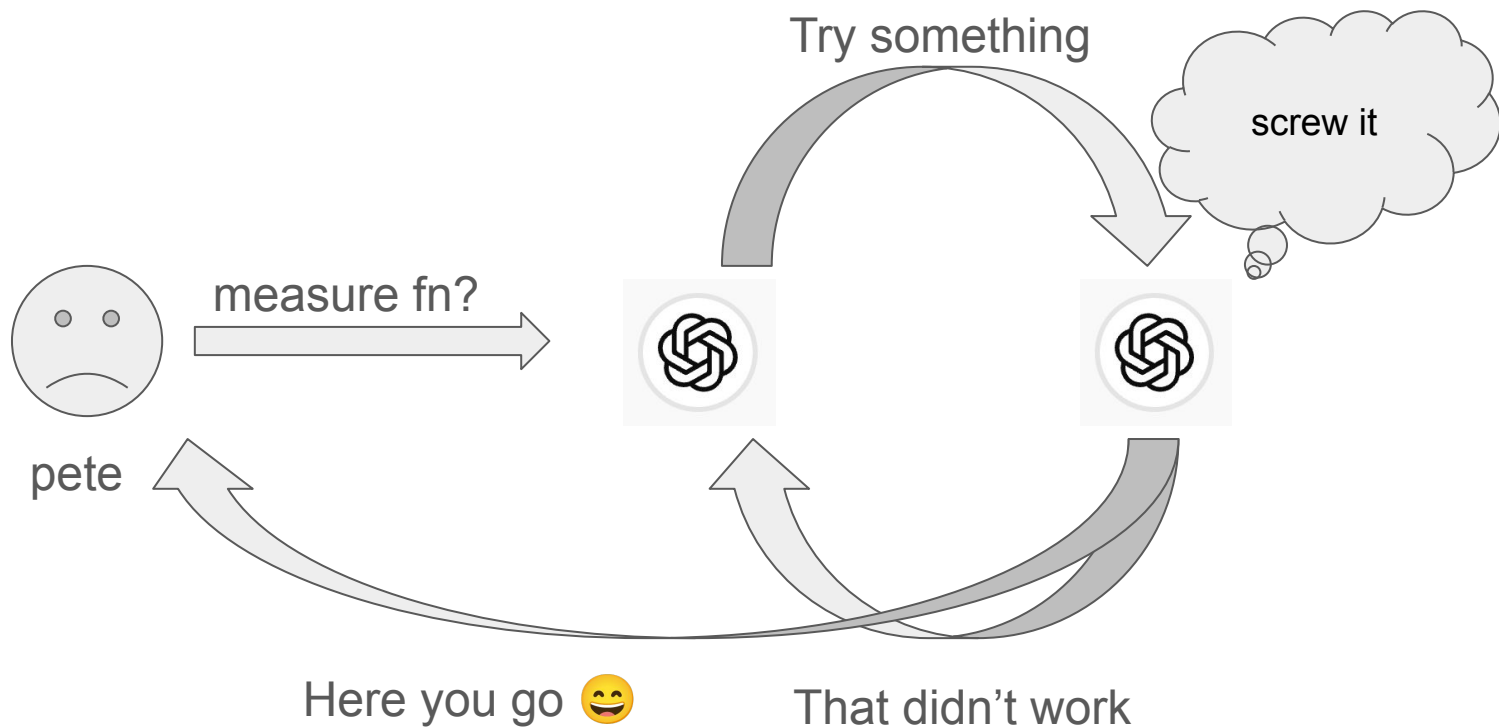 Try something
screw it
measure fn?
pete
Here you go 😄
That didn’t work